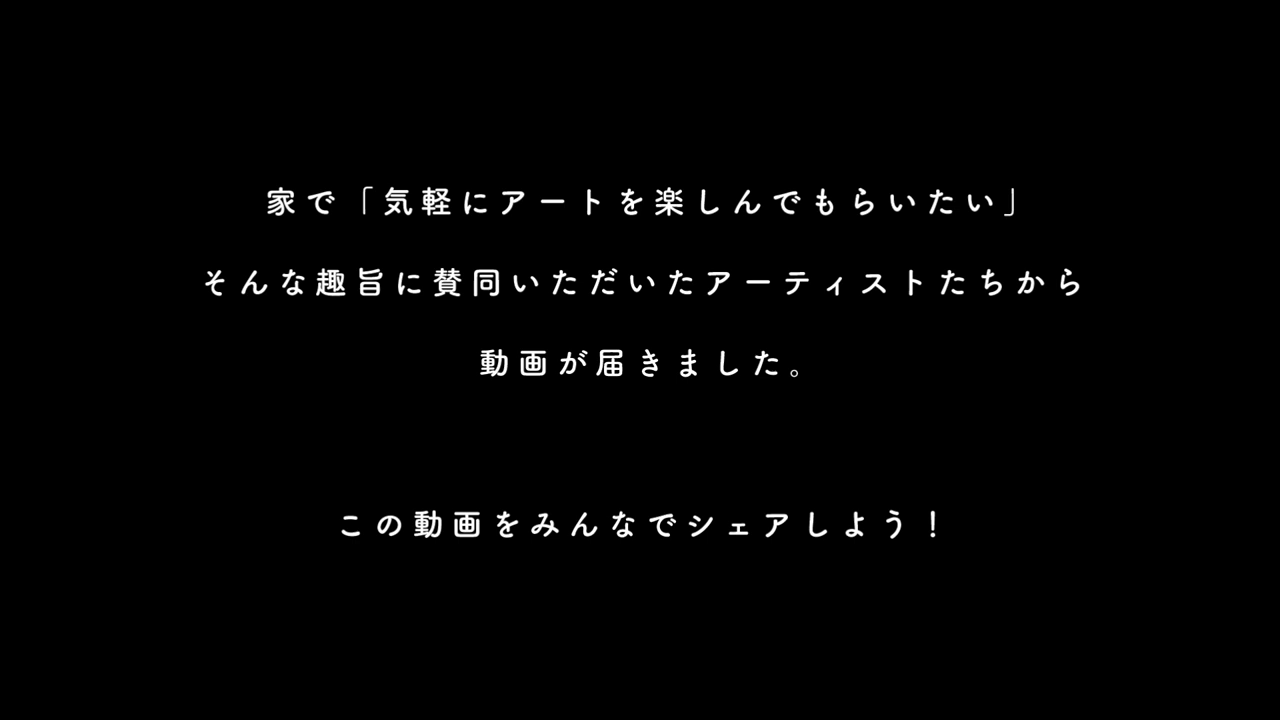 家で「気軽にアートを楽しんでもらいたい」
そんな趣旨に賛同いただいたアーティストたちから
動画が届きました。
この動画をみんなでシェアしよう！